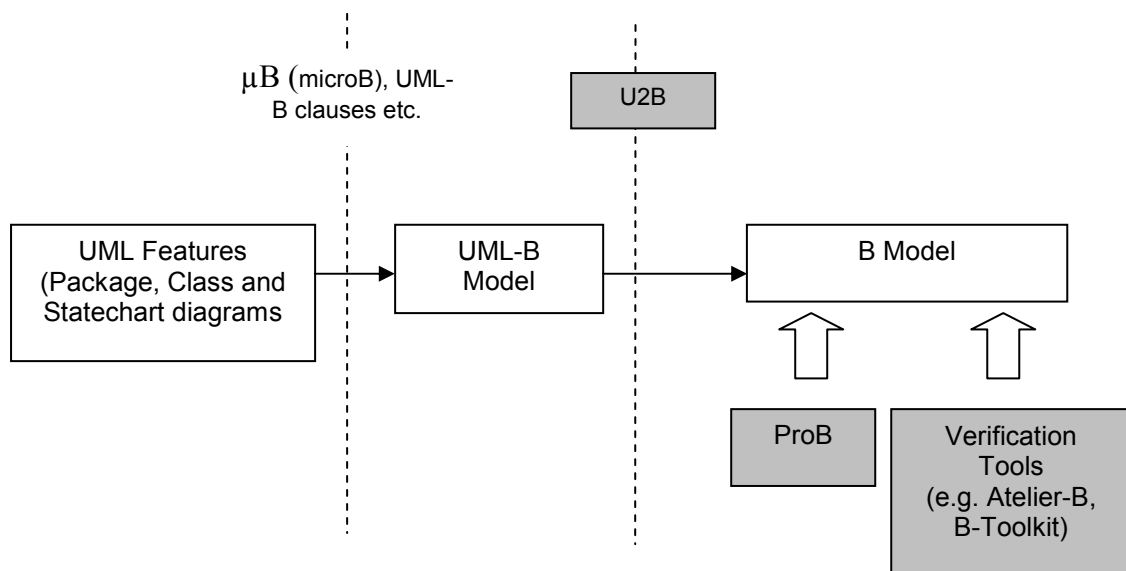 µB (microB), UML-
B clauses etc.
U2B
UML Features
(Package, Class and
Statechart diagrams
UML-B
Model
B Model
ProB
Verification
Tools
(e.g. Atelier-B,
B-Toolkit)